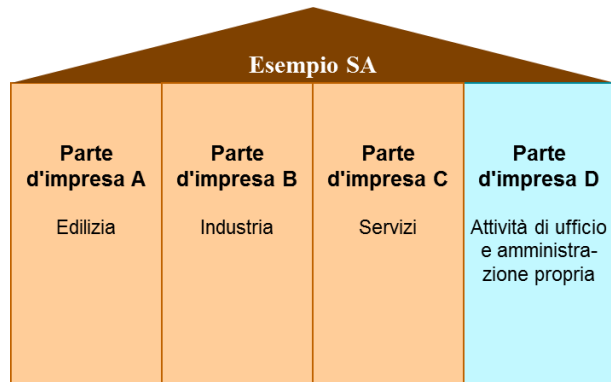 Esempio SA
Parte
d'impresa A
Edilizia
Parte
d'impresa B
Industria
Parte
d'impresa C
Servizi
Parte
d'impresa D
Attività di ufficio
e amministra-
zione propria